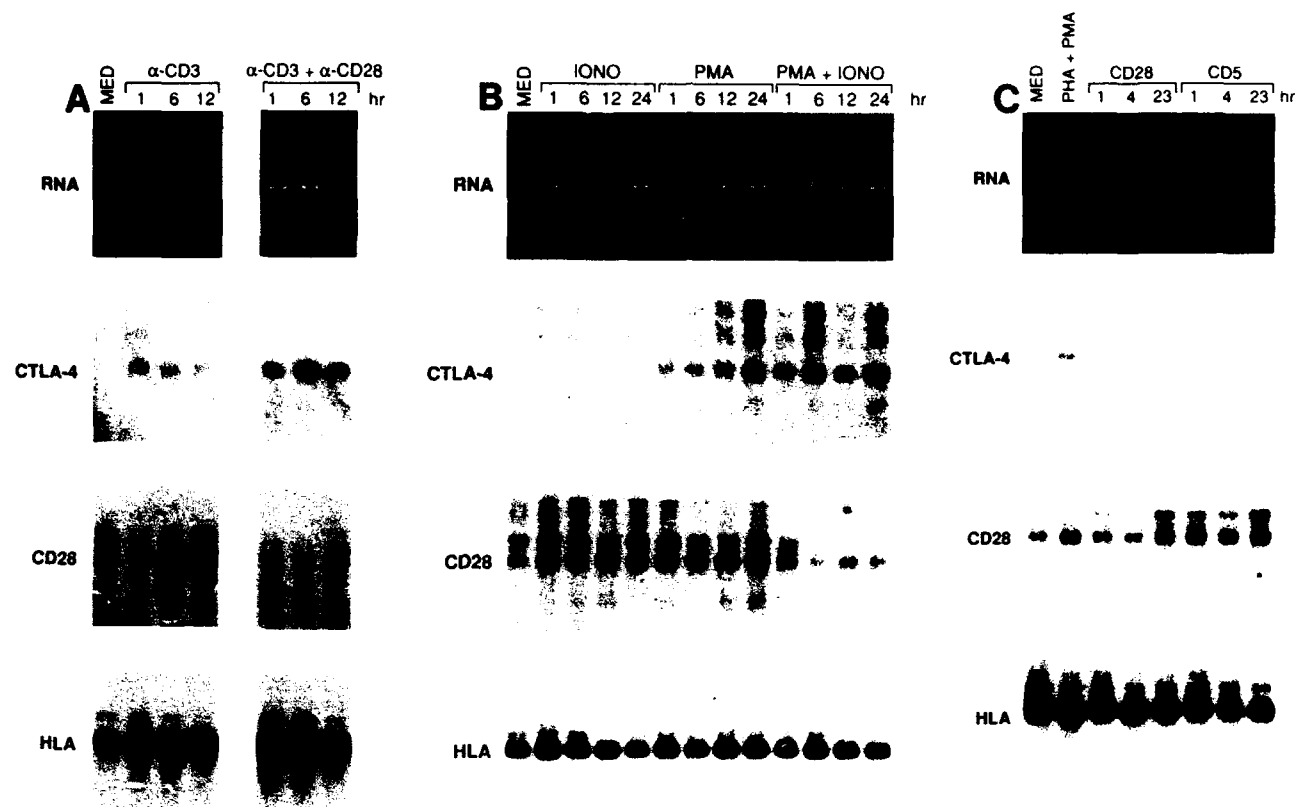 A
MED α-CD3 α-CD3 + α-CD28
1 6 12 1 6 12 hr
RNA
CTLA-4
CD28
HLA
B
MED IONO PMA PMA + IONO
1 6 12 24 1 6 12 24 1 6 12 24 hr
RNA
CTLA-4
CD28
HLA
C
MED PHA + PMA CD28 CD5
1 4 23 1 4 23 hr
RNA
CTLA-4
CD28
HLA